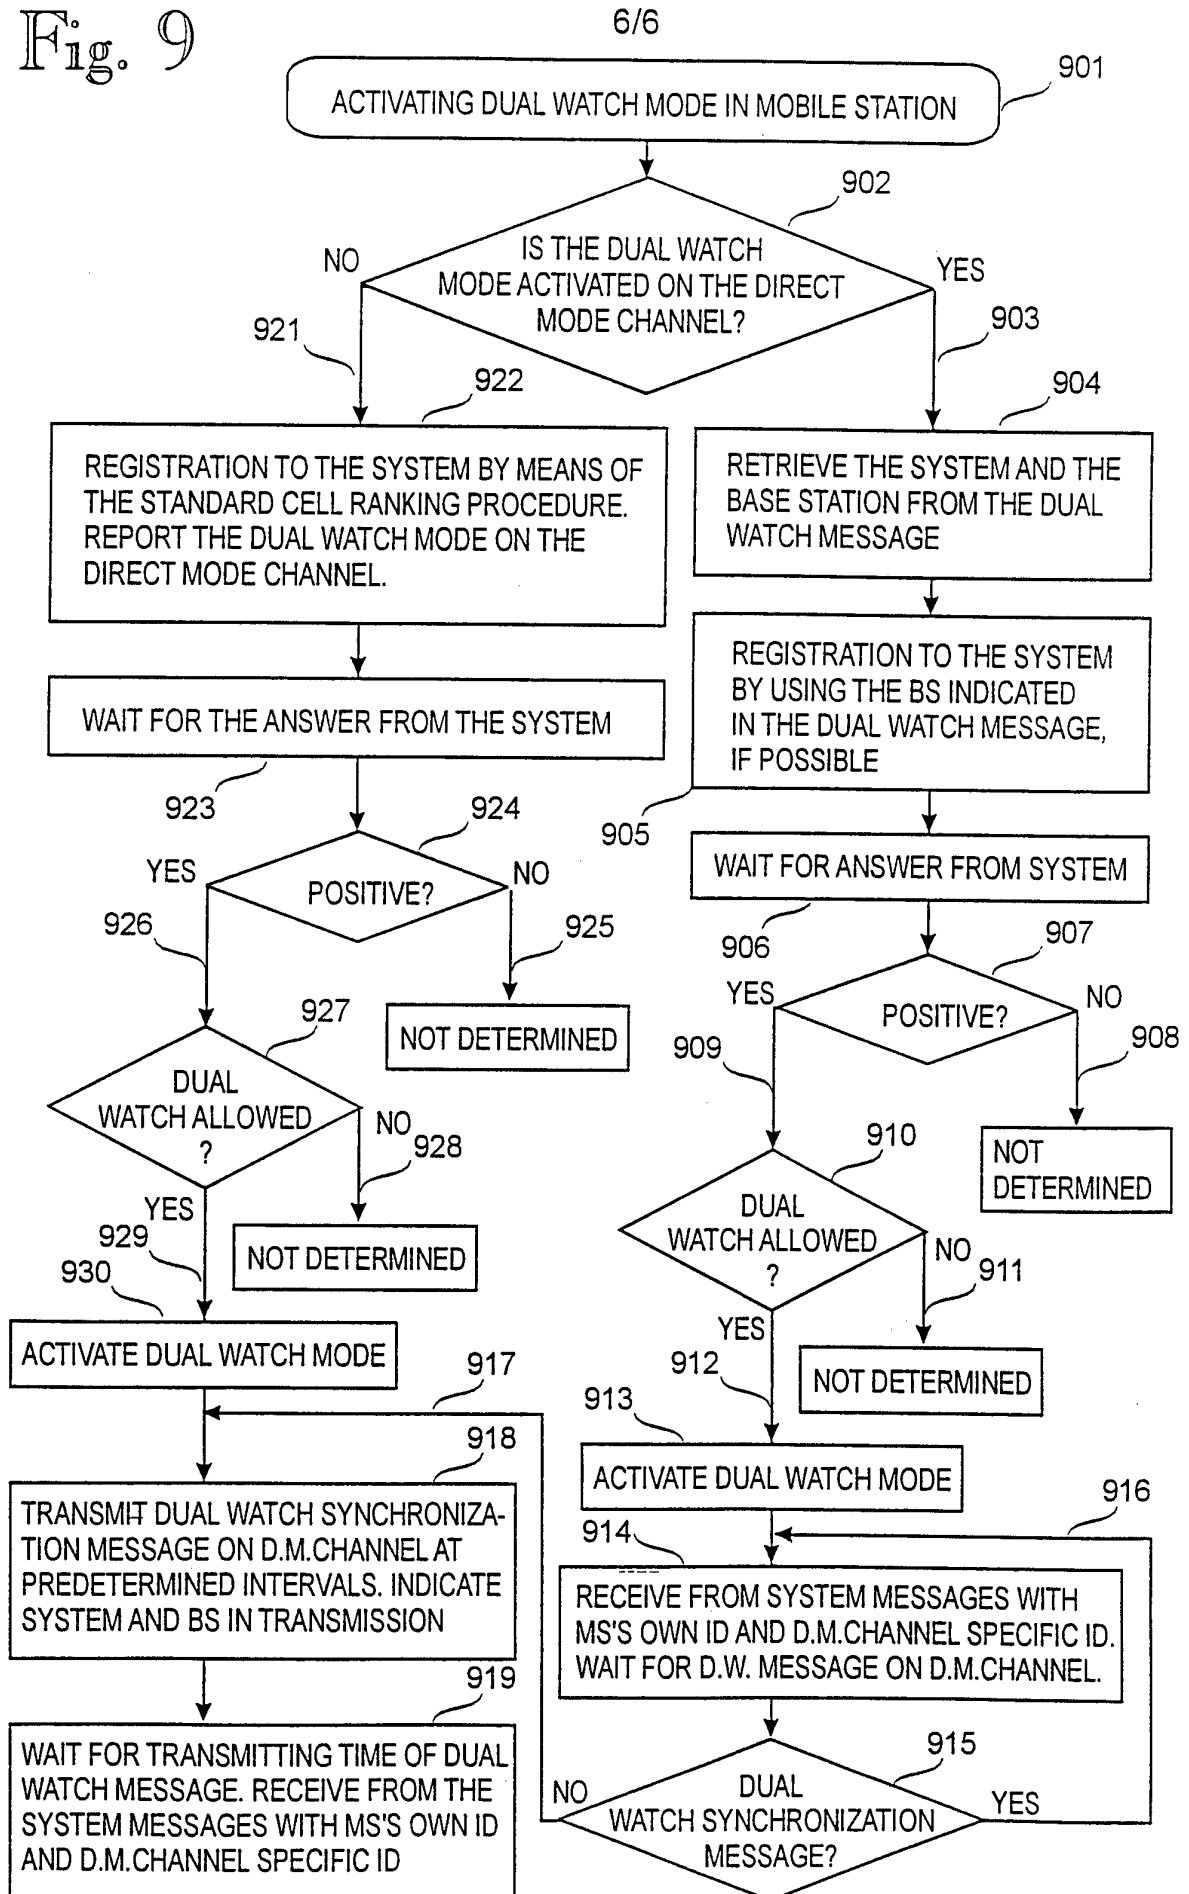 Fig. 9
6/6
ACTIVATING DUAL WATCH MODE IN MOBILE STATION
901
902
IS THE DUAL WATCH
MODE ACTIVATED ON THE DIRECT
MODE CHANNEL?
NO
YES
921
903
922
904
REGISTRATION TO THE SYSTEM BY MEANS OF
THE STANDARD CELL RANKING PROCEDURE.
REPORT THE DUAL WATCH MODE ON THE
DIRECT MODE CHANNEL.
RETRIEVE THE SYSTEM AND THE
BASE STATION FROM THE DUAL
WATCH MESSAGE
REGISTRATION TO THE SYSTEM
BY USING THE BS INDICATED
IN THE DUAL WATCH MESSAGE,
IF POSSIBLE
WAIT FOR THE ANSWER FROM THE SYSTEM
923
924
905
WAIT FOR ANSWER FROM SYSTEM
YES
POSITIVE?
NO
926
925
906
907
YES
POSITIVE?
NO
927
NOT DETERMINED
909
908
DUAL
WATCH ALLOWED
?
NO
928
910
NOT
DETERMINED
YES
929
NOT DETERMINED
DUAL
WATCH ALLOWED
?
NO
911
930
YES
ACTIVATE DUAL WATCH MODE
917
912
NOT DETERMINED
913
918
ACTIVATE DUAL WATCH MODE
916
914
TRANSMIT DUAL WATCH SYNCHRONIZA-
TION MESSAGE ON D.M.CHANNEL AT
PREDETERMINED INTERVALS. INDICATE
SYSTEM AND BS IN TRANSMISSION
RECEIVE FROM SYSTEM MESSAGES WITH
MS'S OWN ID AND D.M.CHANNEL SPECIFIC ID.
WAIT FOR D.W. MESSAGE ON D.M.CHANNEL.
919
915
WAIT FOR TRANSMITTING TIME OF DUAL
WATCH MESSAGE. RECEIVE FROM THE
SYSTEM MESSAGES WITH MS'S OWN ID
AND D.M.CHANNEL SPECIFIC ID
NO
DUAL
WATCH SYNCHRONIZATION
MESSAGE?
YES